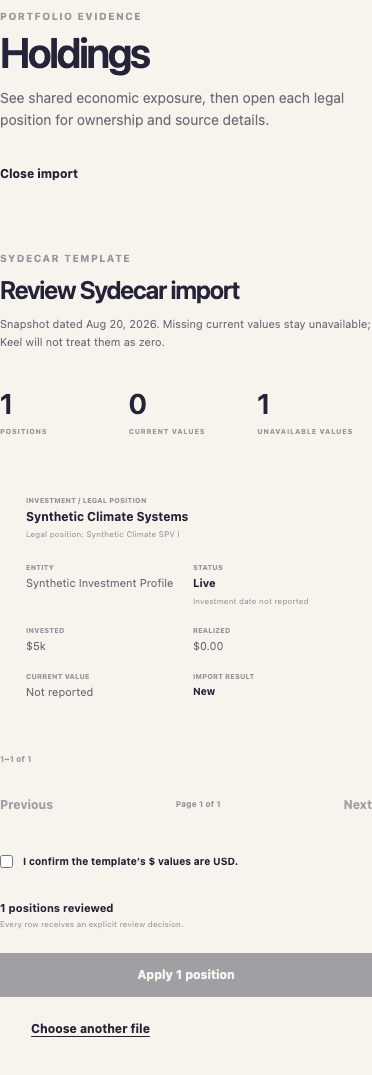 PORTFOLIO EVIDENCE
Holdings
See shared economic exposure, then open each legal
position for ownership and source details.
Close import
SYDECAR TEMPLATE
Review Sydecar import
Snapshot dated Aug 20, 2026. Missing current values stay unavailable;
Keel will not treat them as zero.
1 0 1
POSITIONS CURRENT VALUES UNAVAILABLE VALUES
INVESTMENT / LEGAL POSITION
Synthetic Climate Systems
Legal position: Synthetic Climate SPV I
ENTITY STATUS
Synthetic Investment Profile Live
Investment date not reported
INVESTED REALIZED
$5k $0.00
CURRENT VALUE IMPORT RESULT
Not reported New
1–1 of 1
Previous Page 1 of 1 Next
I confirm the template’s $ values are USD.
1 positions reviewed
Every row receives an explicit review decision.
Apply 1 position
Choose another file